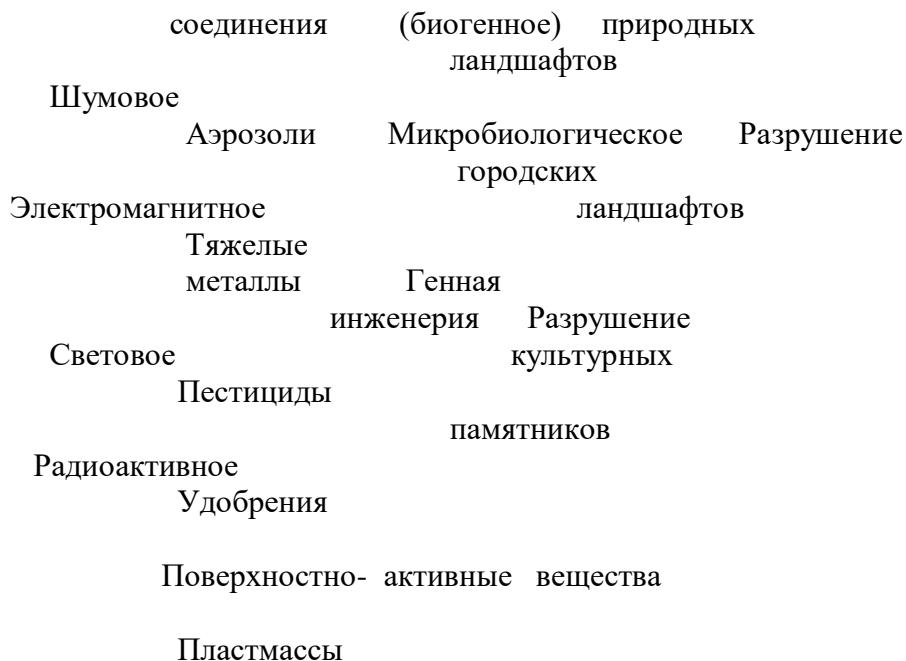 соединения (биогенное) природных
ландшафтов
Шумовое
Аэрозоли Микробиологическое Разрушение
городских
Электромагнитное ландшафтов
Тяжелые
металлы Генная
инженерия Разрушение
Световое культурных
Пестициды
памятников
Радиоактивное
Удобрения
Поверхностно- активные вещества
Пластмассы